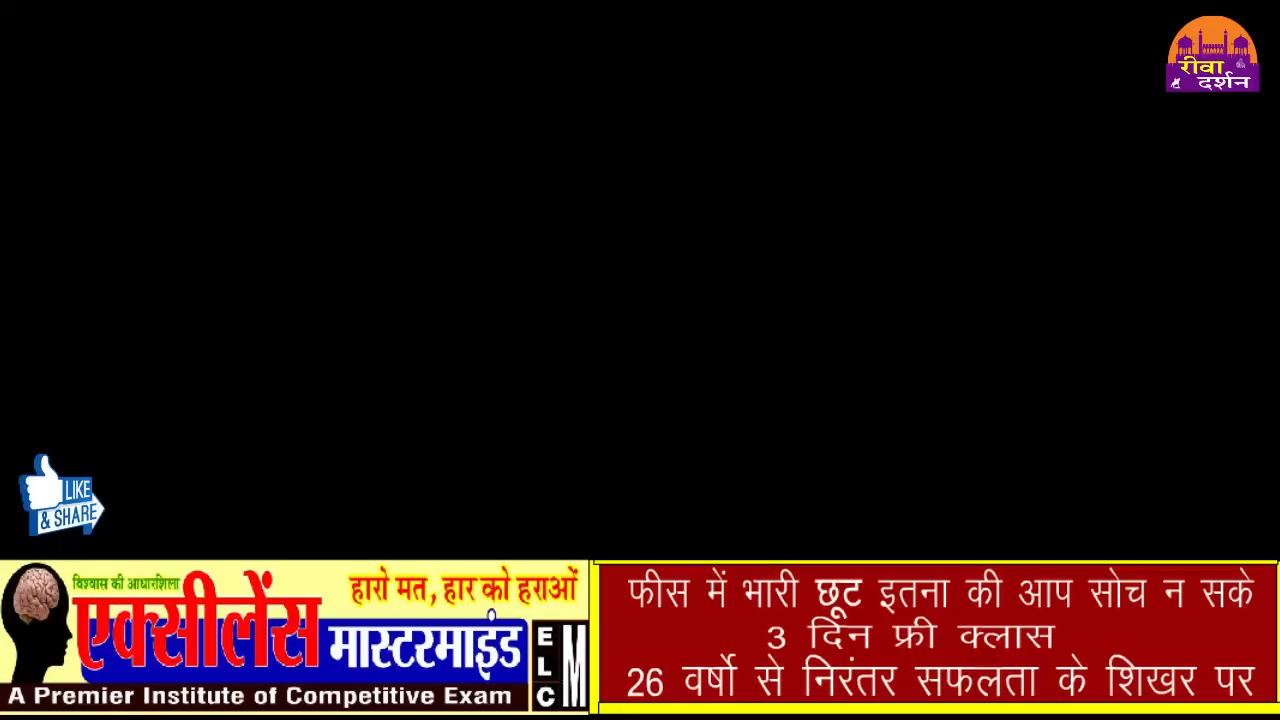 रीवा
दर्शन
LIKE
& SHARE
विश्वास की आधारशिला
हारो मत, हार को हराओं
एक्सीलेंस
मास्टरमाइंड
A Premier Institute of Competitive Exam
ELC
M
फीस में भारी छूट इतना की आप सोच न सके
3 दिन फ्री क्लास
26 वर्षो से निरंतर सफलता के शिखर पर